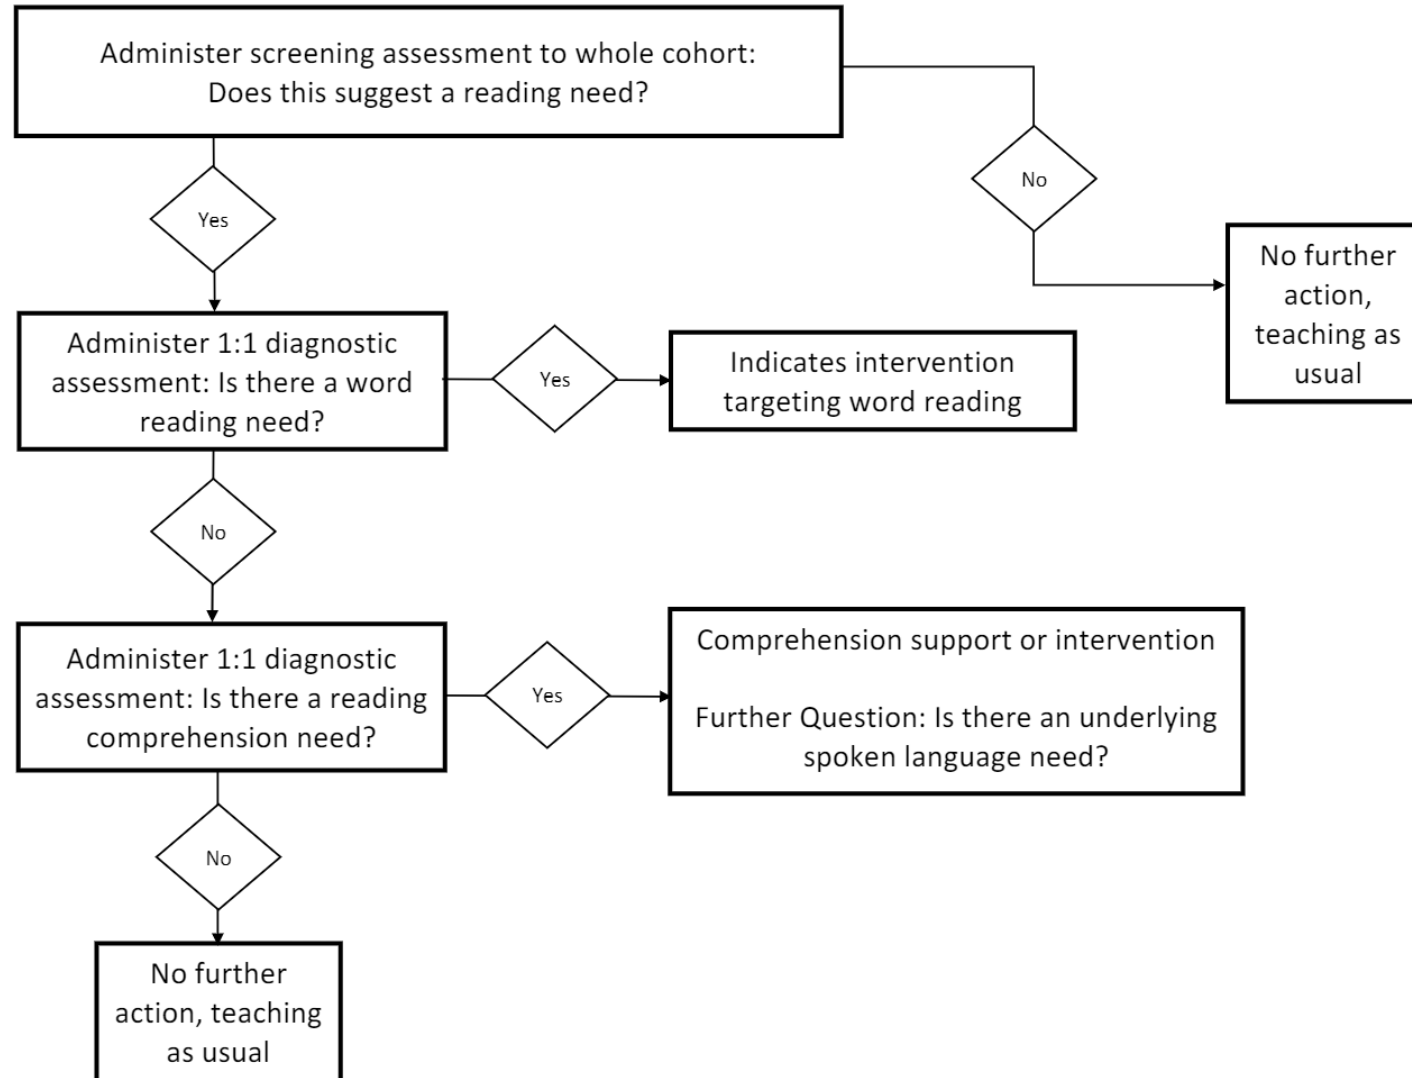 Administer screening assessment to whole cohort:
Does this suggest a reading need?
No
Yes
No further
action,
teaching as
usual
Administer 1:1 diagnostic
assessment: Is there a word
reading need?
Yes
Indicates intervention
targeting word reading
No
Administer 1:1 diagnostic
assessment: Is there a reading
comprehension need?
Yes
Comprehension support or intervention
Further Question: Is there an underlying
spoken language need?
No
No further
action, teaching
as usual